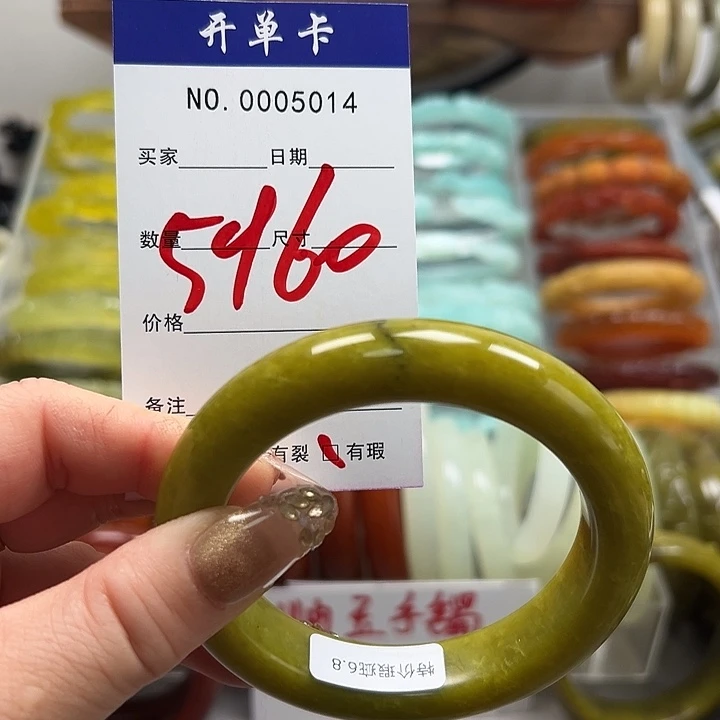 开单卡
NO. 0005014
买家 日期
数量 尺寸
5460
价格
备注
有裂 有瑕
玉手镯
特价瑕疵6.8